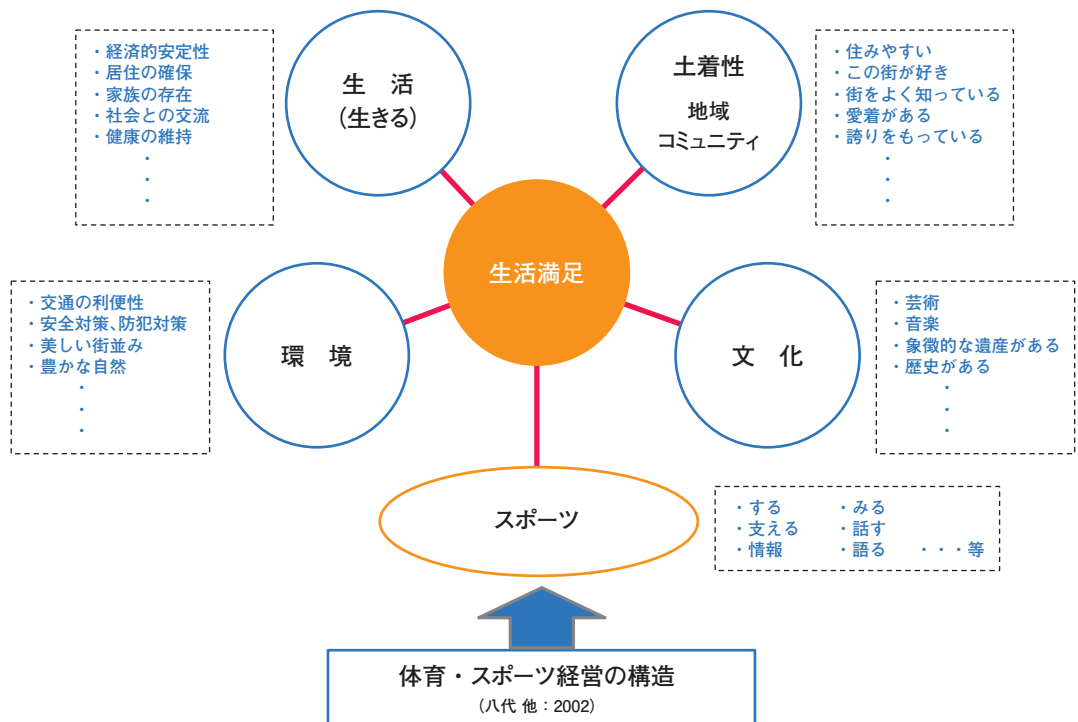 ・経済的安定性
・居住の確保
・家族の存在
・社会との交流
・健康の維持
・
・
・
生　活
（生きる）
土着性
地域
コミュニティ
・住みやすい
・この街が好き
・街をよく知っている
・愛着がある
・誇りをもっている
・
・
・
生活満足
・交通の利便性
・安全対策、防犯対策
・美しい街並み
・豊かな自然
・
・
・
環　境
文　化
・芸術
・音楽
・象徴的な遺産がある
・歴史がある
・
・
・
スポーツ
・する　・みる
・支える　・話す
・情報　・語る　・・・等
体育・スポーツ経営の構造
（八代 他：2002）